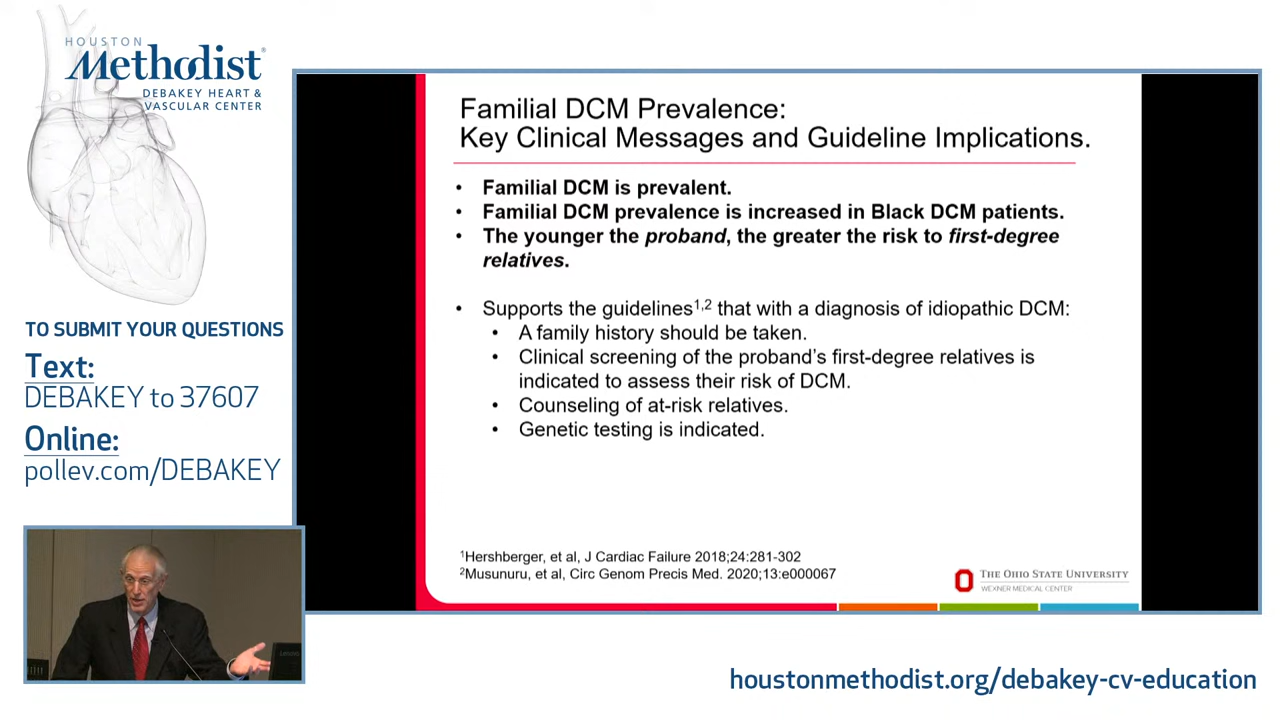 HOUSTON
Methodist®
DEBAKEY HEART &
VASCULAR CENTER
TO SUBMIT YOUR QUESTIONS
Text:
DEBAKEY to 37607
Online:
pollev.com/DEBAKEY
Familial DCM Prevalence:
Key Clinical Messages and Guideline Implications.
• Familial DCM is prevalent.
• Familial DCM prevalence is increased in Black DCM patients.
• The younger the proband, the greater the risk to first-degree
relatives.
• Supports the guidelines1,2 that with a diagnosis of idiopathic DCM:
• A family history should be taken.
• Clinical screening of the proband's first-degree relatives is
indicated to assess their risk of DCM.
• Counseling of at-risk relatives.
• Genetic testing is indicated.
1Hershberger, et al, J Cardiac Failure 2018;24:281-302
2Musunuru, et al, Circ Genom Precis Med. 2020;13:e000067
THE OHIO STATE UNIVERSITY
WEXNER MEDICAL CENTER
houstonmethodist.org/debakey-cv-education